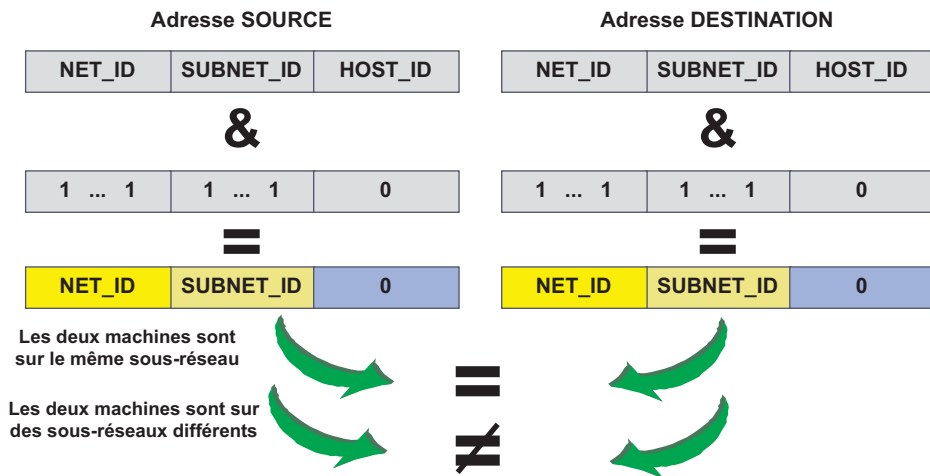 Adresse SOURCE
Adresse DESTINATION
NET_ID SUBNET_ID HOST_ID
NET_ID SUBNET_ID HOST_ID
&
&
1 ... 1 1 ... 1 0
1 ... 1 1 ... 1 0
=
=
NET_ID SUBNET_ID 0
NET_ID SUBNET_ID 0
Les deux machines sont
sur le même sous-réseau
=
Les deux machines sont sur
des sous-réseaux différents
≠